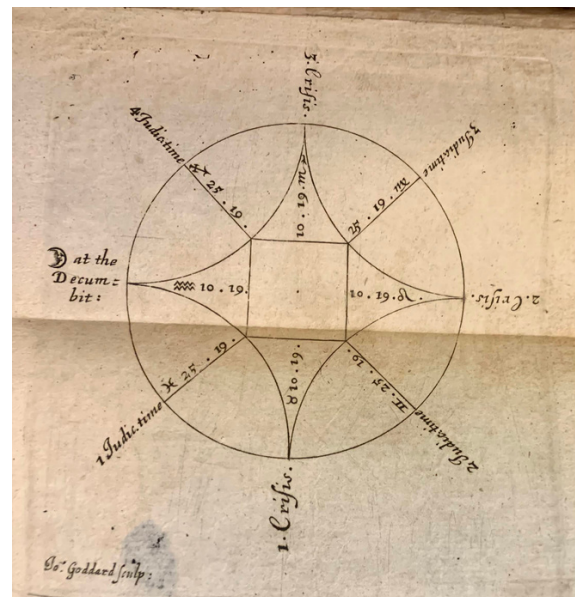 3. Crisis.
4 Judic: time
♐ 25 . 19 .
♏ 10 . 19
3 Judic: time
♍ 25 . 19 .
☽ at the
Decum=
bit:
♒ 10 . 19 .
♌ 10 . 19 .
2. Crisis.
♓ 25 . 19 .
1 Judic: time
♉ 10 . 19 .
♊ . 25 . 19 .
2 Judic: time
1. Crisis.
Jo: Goddard sculp: